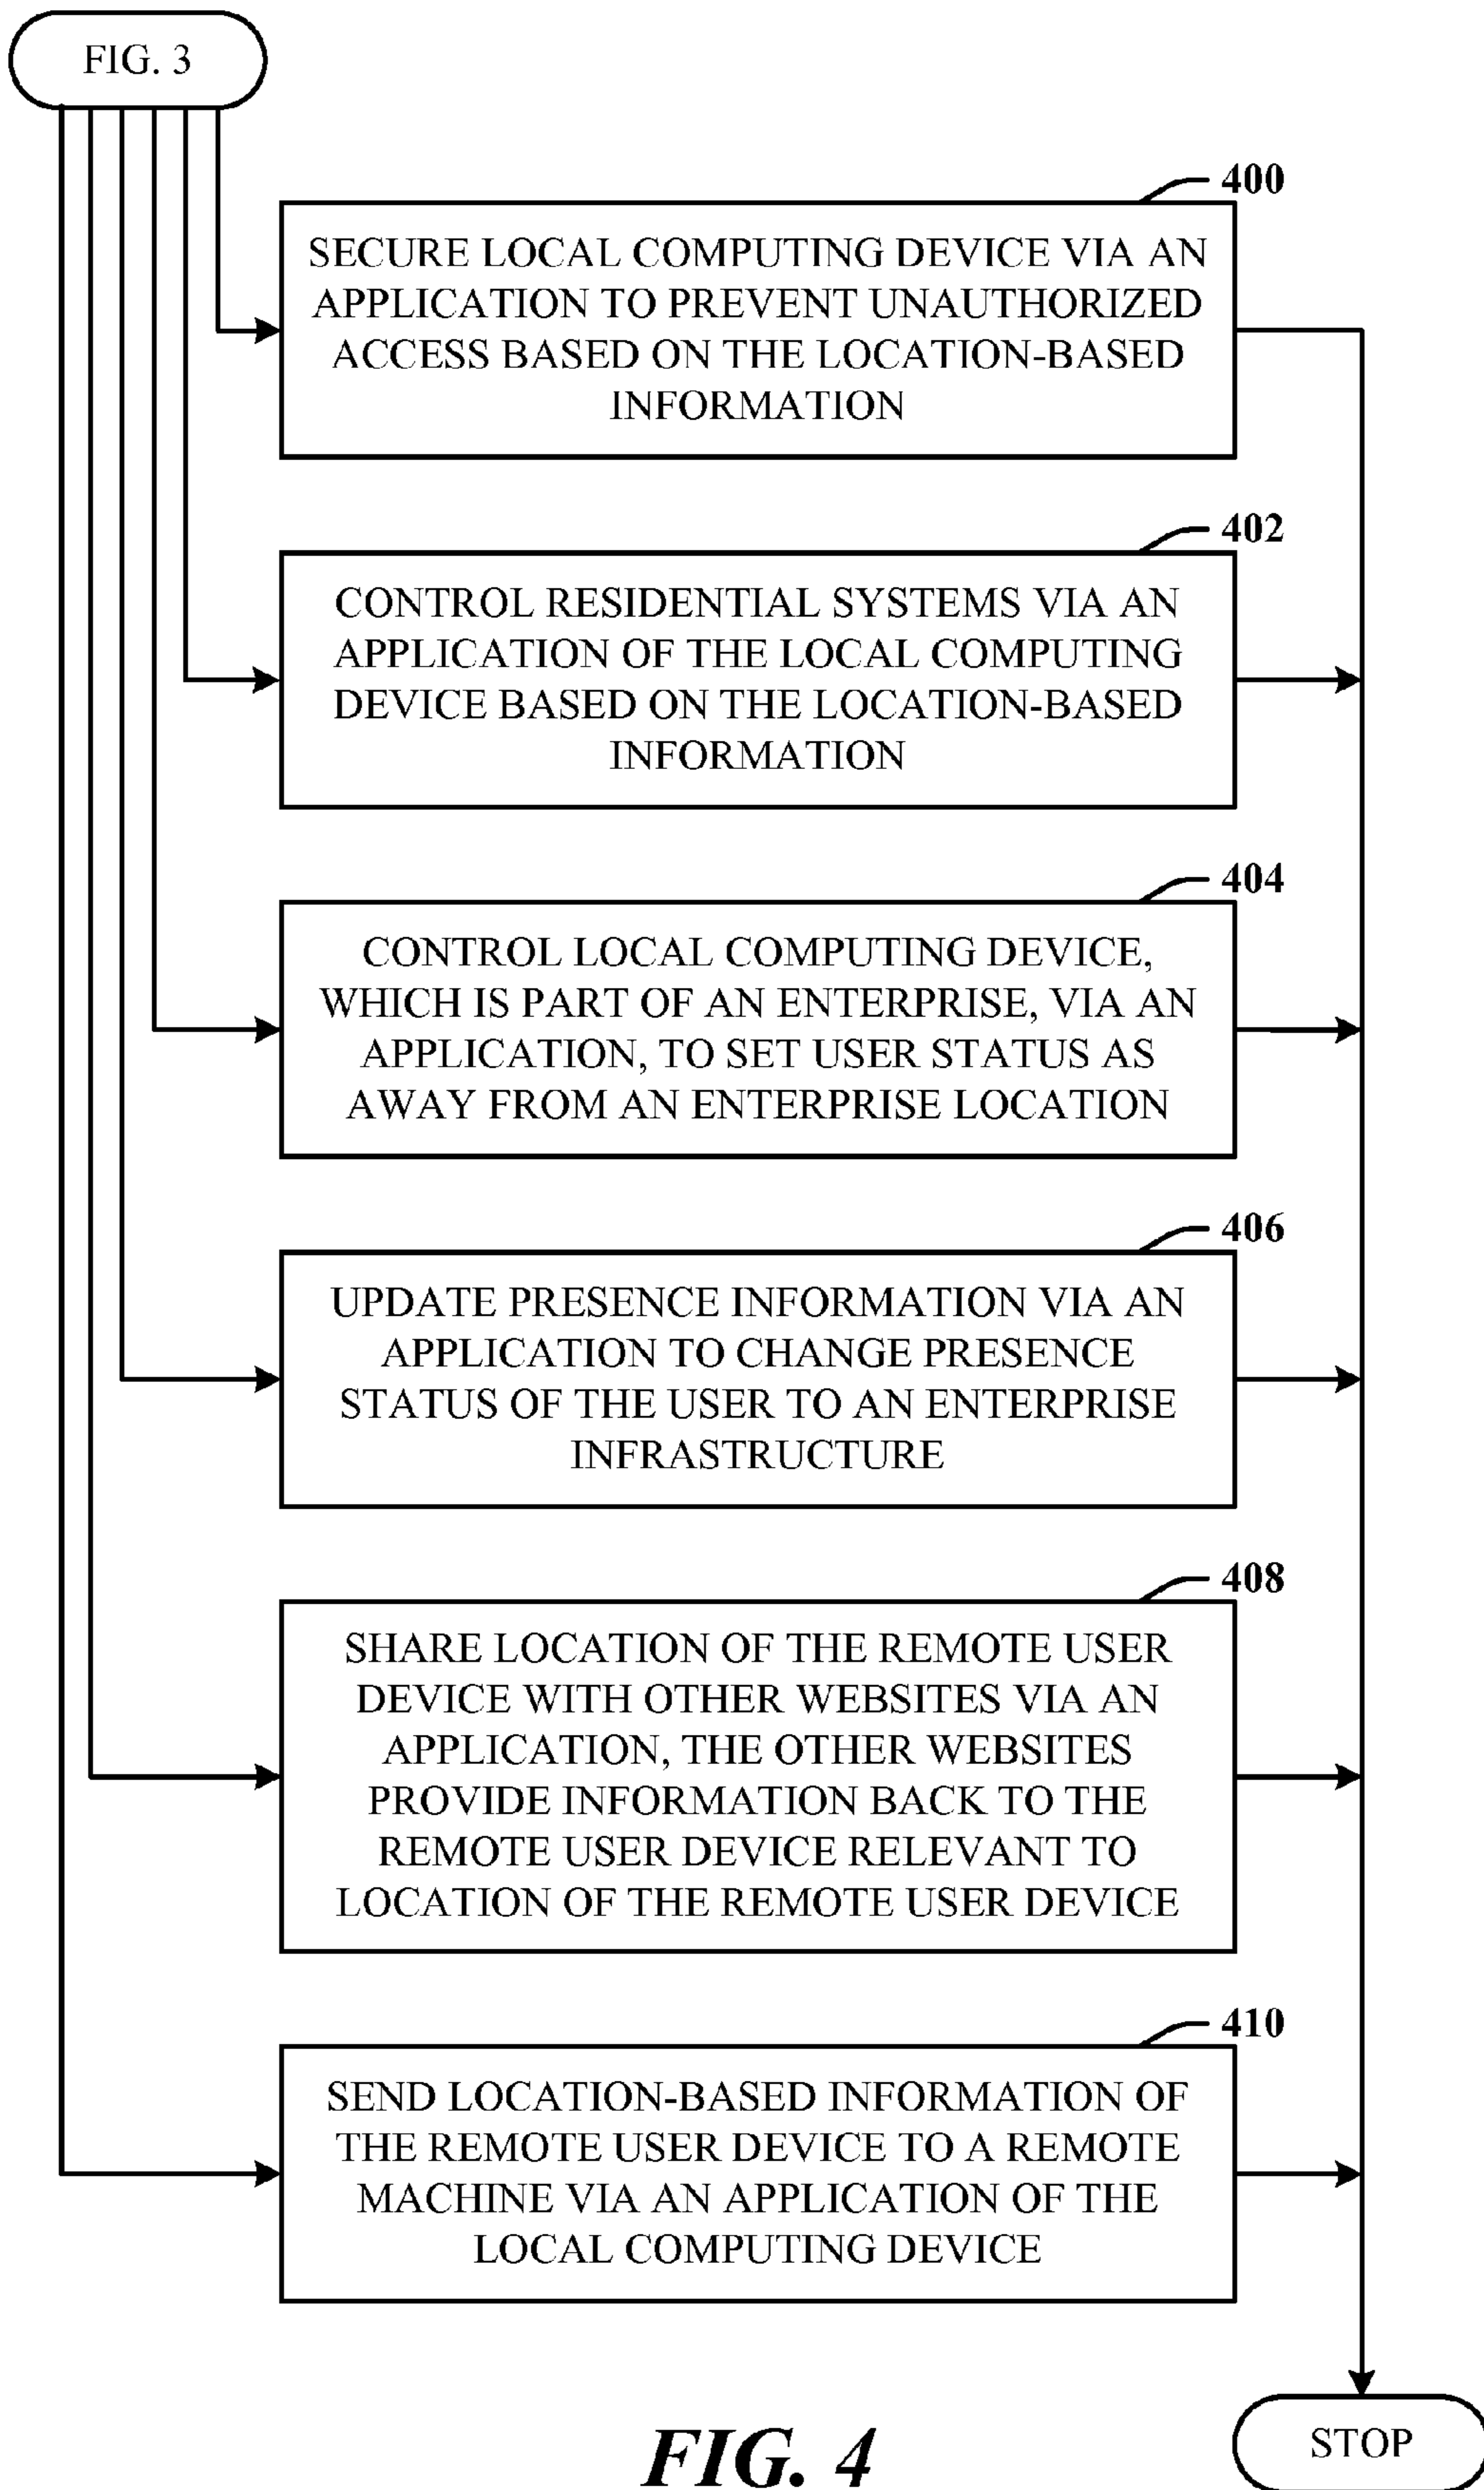 FIG. 3
400
SECURE LOCAL COMPUTING DEVICE VIA AN
APPLICATION TO PREVENT UNAUTHORIZED
ACCESS BASED ON THE LOCATION-BASED
INFORMATION
402
CONTROL RESIDENTIAL SYSTEMS VIA AN
APPLICATION OF THE LOCAL COMPUTING
DEVICE BASED ON THE LOCATION-BASED
INFORMATION
404
CONTROL LOCAL COMPUTING DEVICE,
WHICH IS PART OF AN ENTERPRISE, VIA AN
APPLICATION, TO SET USER STATUS AS
AWAY FROM AN ENTERPRISE LOCATION
406
UPDATE PRESENCE INFORMATION VIA AN
APPLICATION TO CHANGE PRESENCE
STATUS OF THE USER TO AN ENTERPRISE
INFRASTRUCTURE
408
SHARE LOCATION OF THE REMOTE USER
DEVICE WITH OTHER WEBSITES VIA AN
APPLICATION, THE OTHER WEBSITES
PROVIDE INFORMATION BACK TO THE
REMOTE USER DEVICE RELEVANT TO
LOCATION OF THE REMOTE USER DEVICE
410
SEND LOCATION-BASED INFORMATION OF
THE REMOTE USER DEVICE TO A REMOTE
MACHINE VIA AN APPLICATION OF THE
LOCAL COMPUTING DEVICE
STOP
FIG. 4